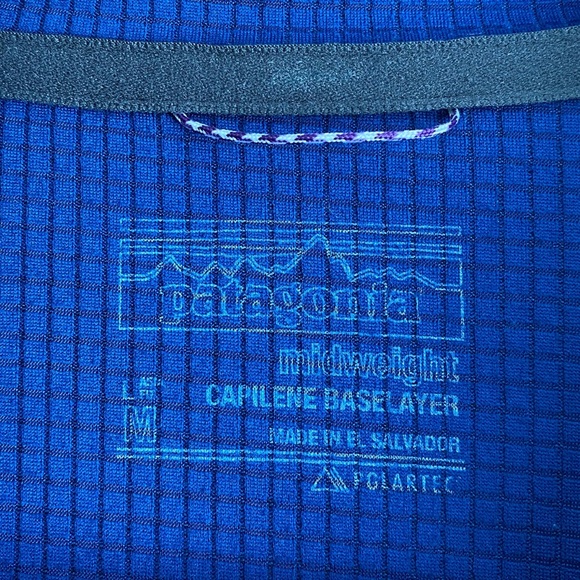 patagonia
midweight
CAPILENE BASELAYER
M
MADE IN EL SALVADOR
POLARTEC